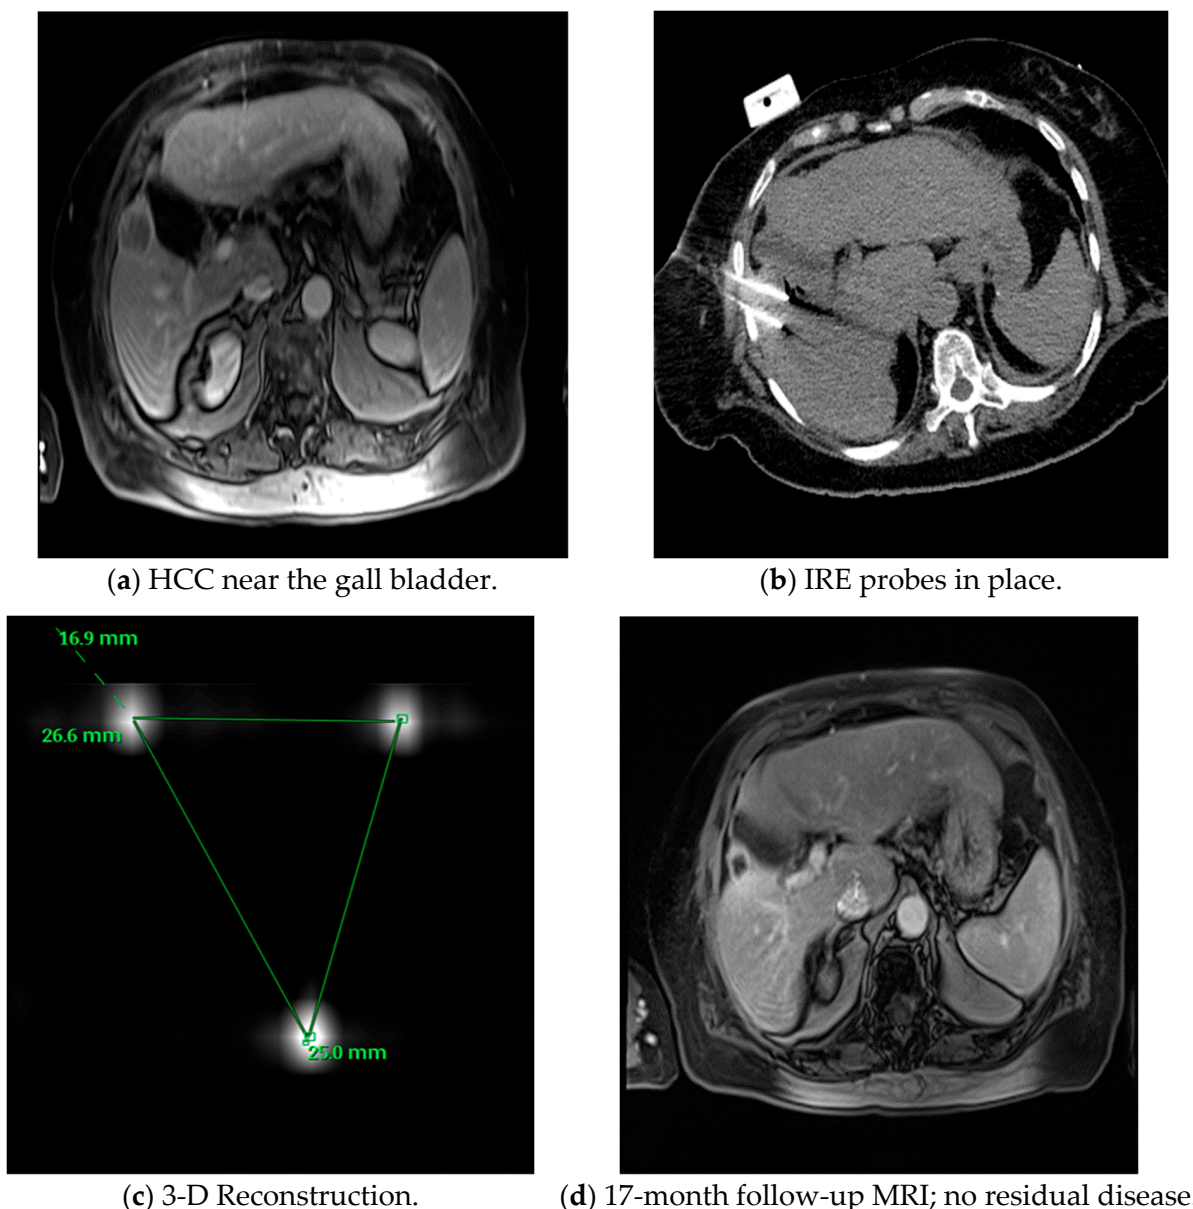 (a) HCC near the gall bladder.
(b) IRE probes in place.
16.9 mm
26.6 mm
25.0 mm
(c) 3-D Reconstruction.
(d) 17-month follow-up MRI; no residual disease.